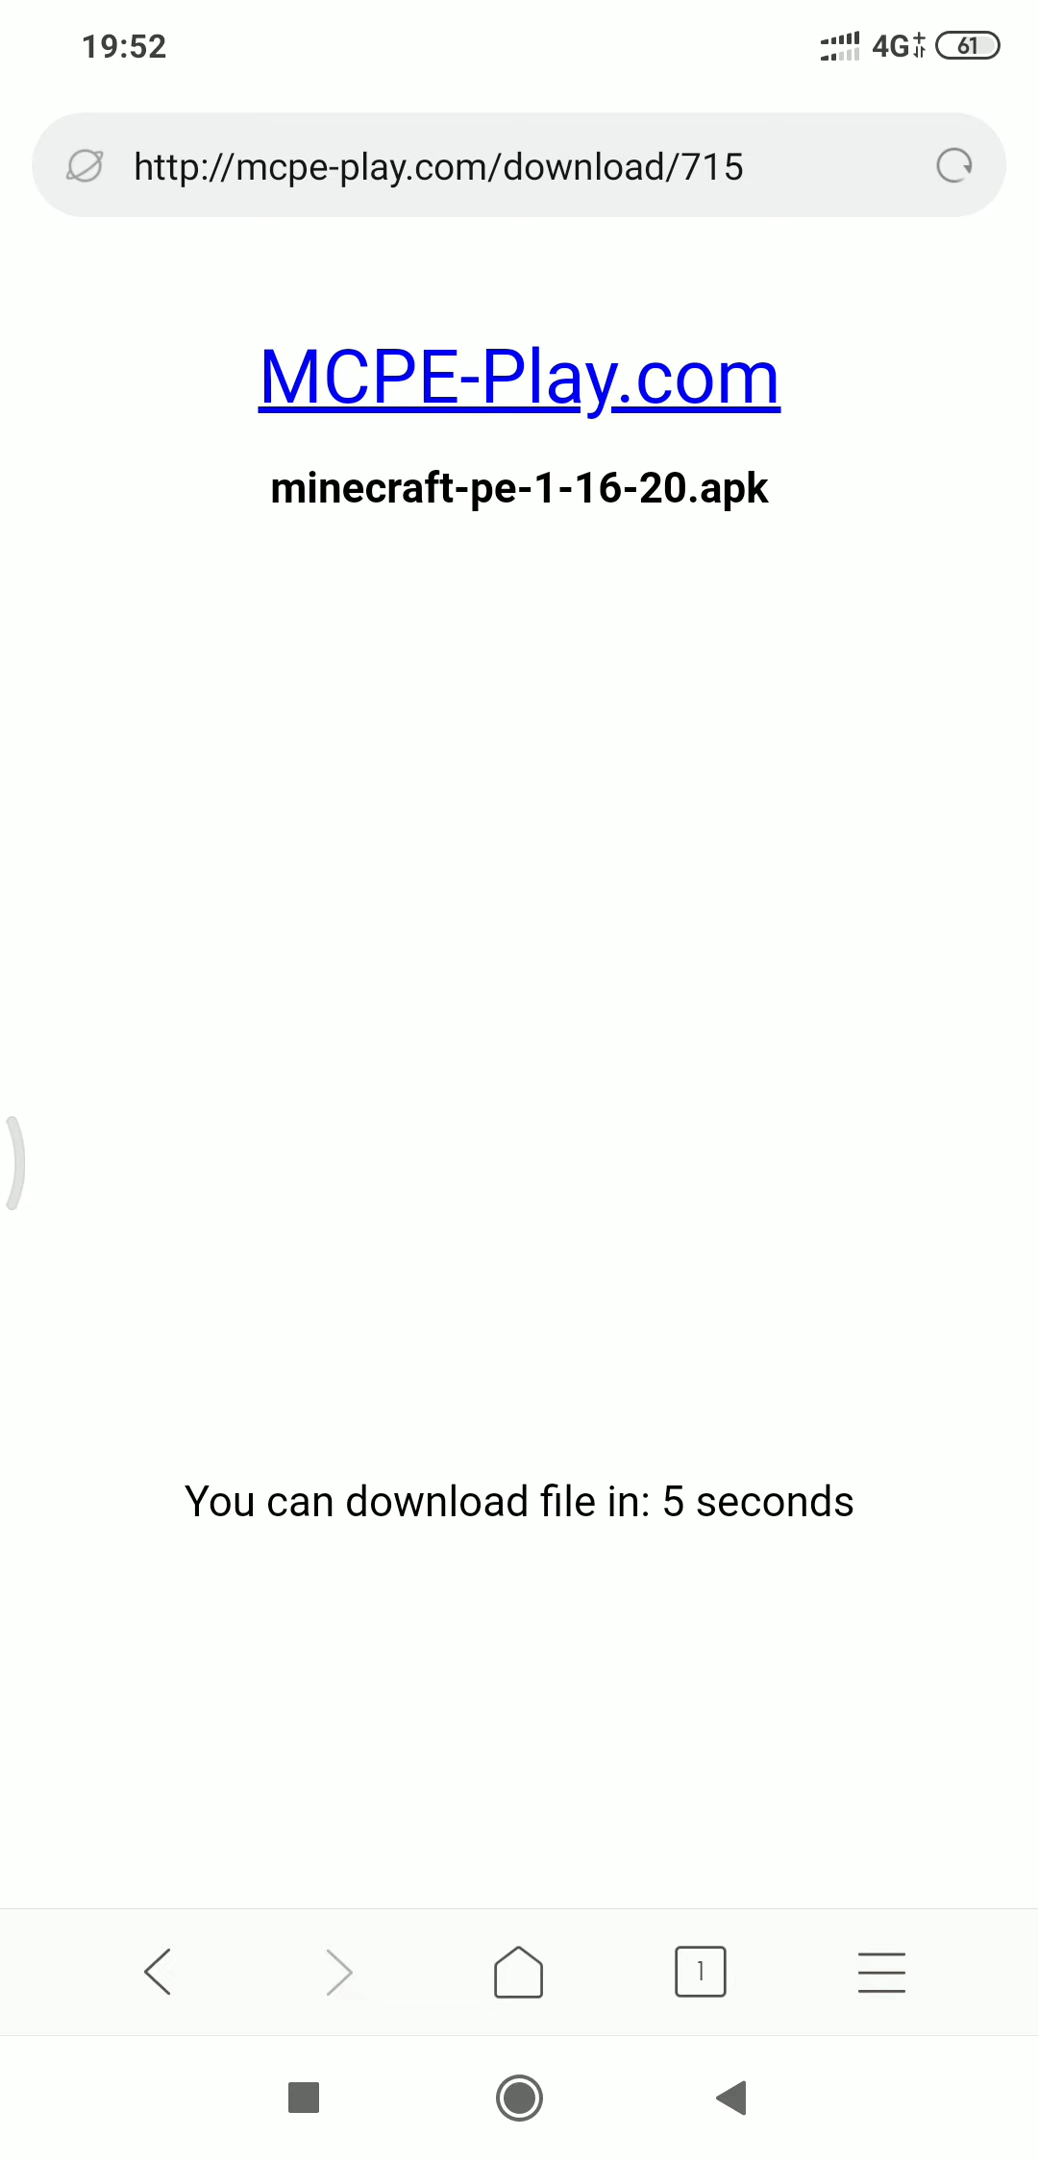 19:52
4G+ 61
http://mcpe-play.com/download/715
MCPE-Play.com
minecraft-pe-1-16-20.apk
You can download file in: 5 seconds
1